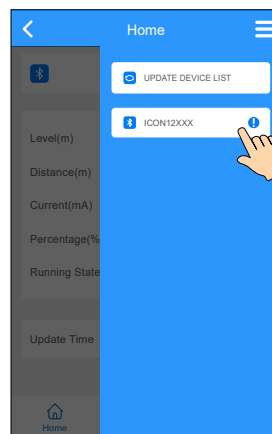 Home
UPDATE DEVICE LIST
ICON12XXX
Level(m)
Distance(m)
Current(mA)
Percentage(%
Running State
Update Time
Home